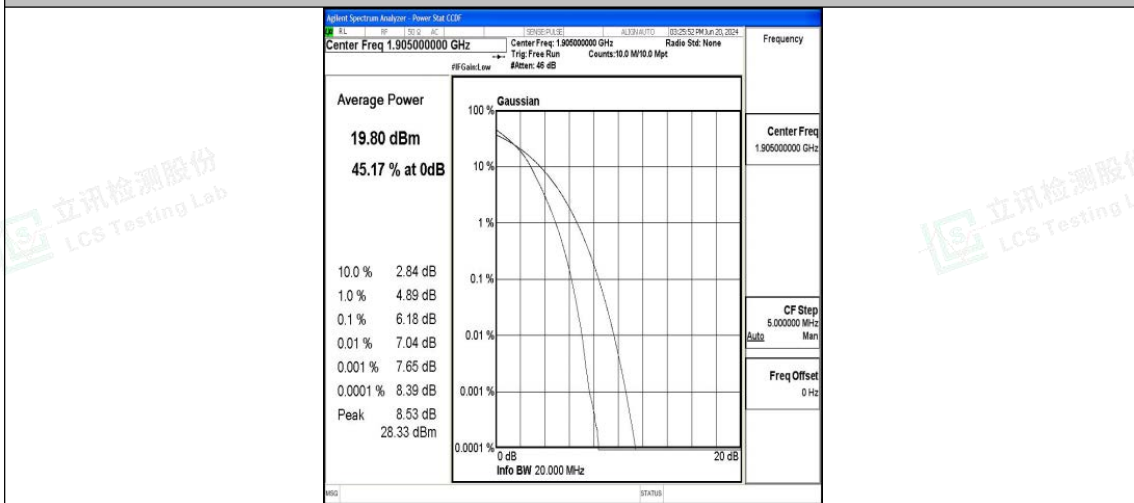 Agilent Spectrum Analyzer - Power Stat CCDF
RL RF 50 Ω AC SENSE:PULSE ALIGN AUTO 03:25:52 PM Jun 20, 2024
Center Freq 1.905000000 GHz
Center Freq: 1.905000000 GHz Radio Std: None
Trig: Free Run Counts:10.0 M/10.0 Mpt
#IFGain:Low #Atten: 46 dB
Frequency
Average Power
19.80 dBm
45.17 % at 0dB
10.0 % 2.84 dB
1.0 % 4.89 dB
0.1 % 6.18 dB
0.01 % 7.04 dB
0.001 % 7.65 dB
0.0001 % 8.39 dB
Peak 8.53 dB
28.33 dBm
Gaussian
100 %
10 %
1 %
0.1 %
0.01 %
0.001 %
0.0001 %
0 dB 20 dB
Info BW 20.000 MHz
Center Freq
1.905000000 GHz
CF Step
5.000000 MHz
Auto Man
Freq Offset
0 Hz
MSG STATUS
立讯检测股份
LCS Testing Lab
立讯检测股份
LCS Testing L